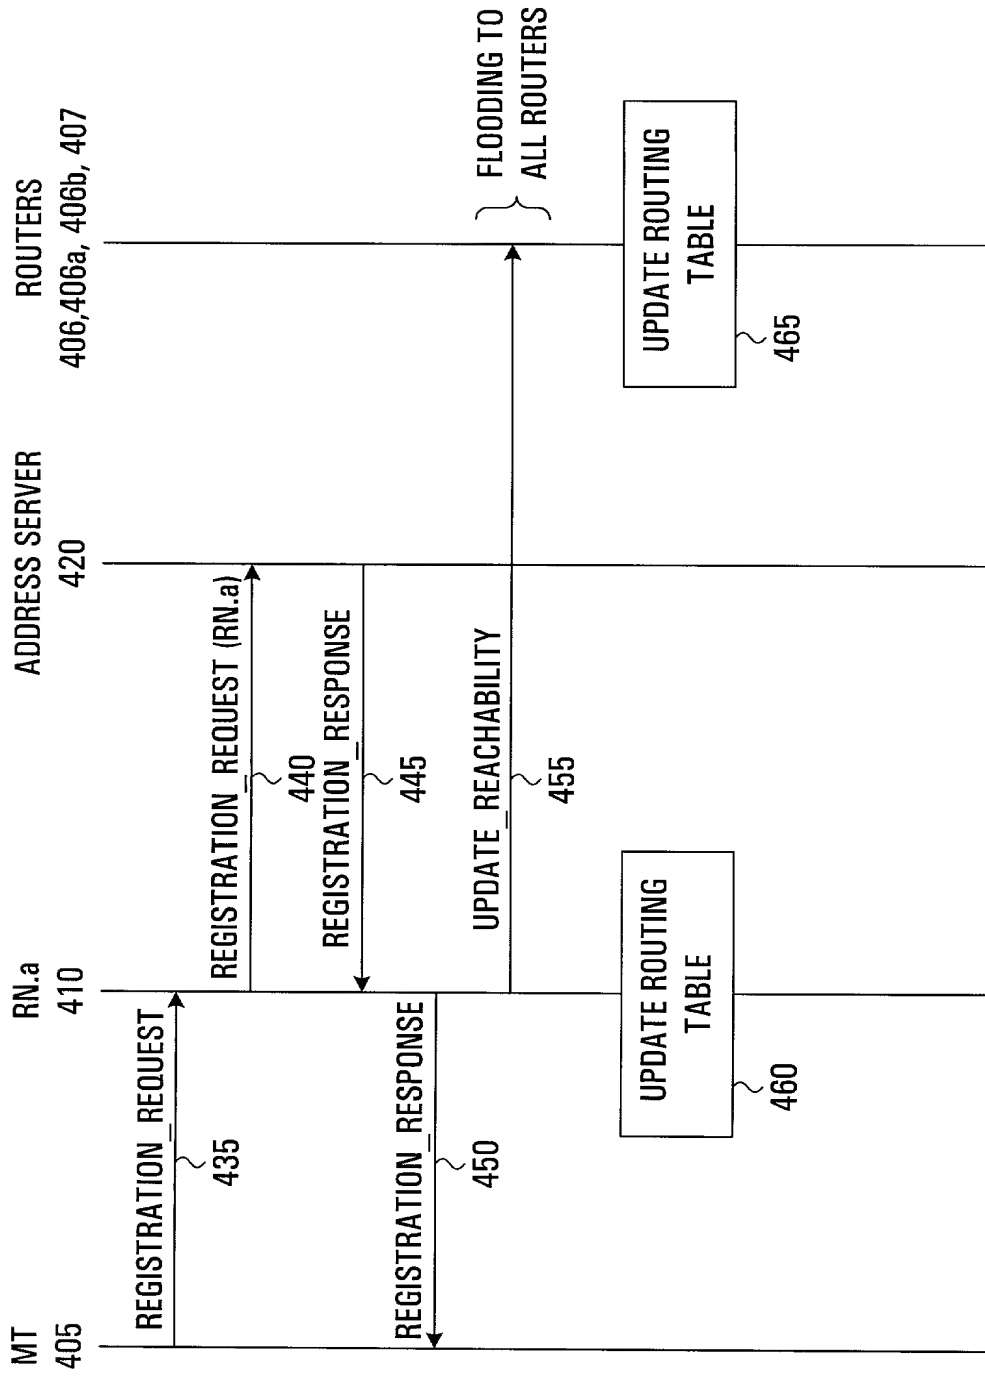 MT
405
RN.a
410
ADDRESS SERVER
420
ROUTERS
406,406a, 406b, 407
REGISTRATION_REQUEST
435
REGISTRATION_REQUEST (RN.a)
440
REGISTRATION_RESPONSE
445
REGISTRATION_RESPONSE
450
UPDATE_REACHABILITY
455
FLOODING TO
ALL ROUTERS
UPDATE ROUTING
TABLE
460
UPDATE ROUTING
TABLE
465